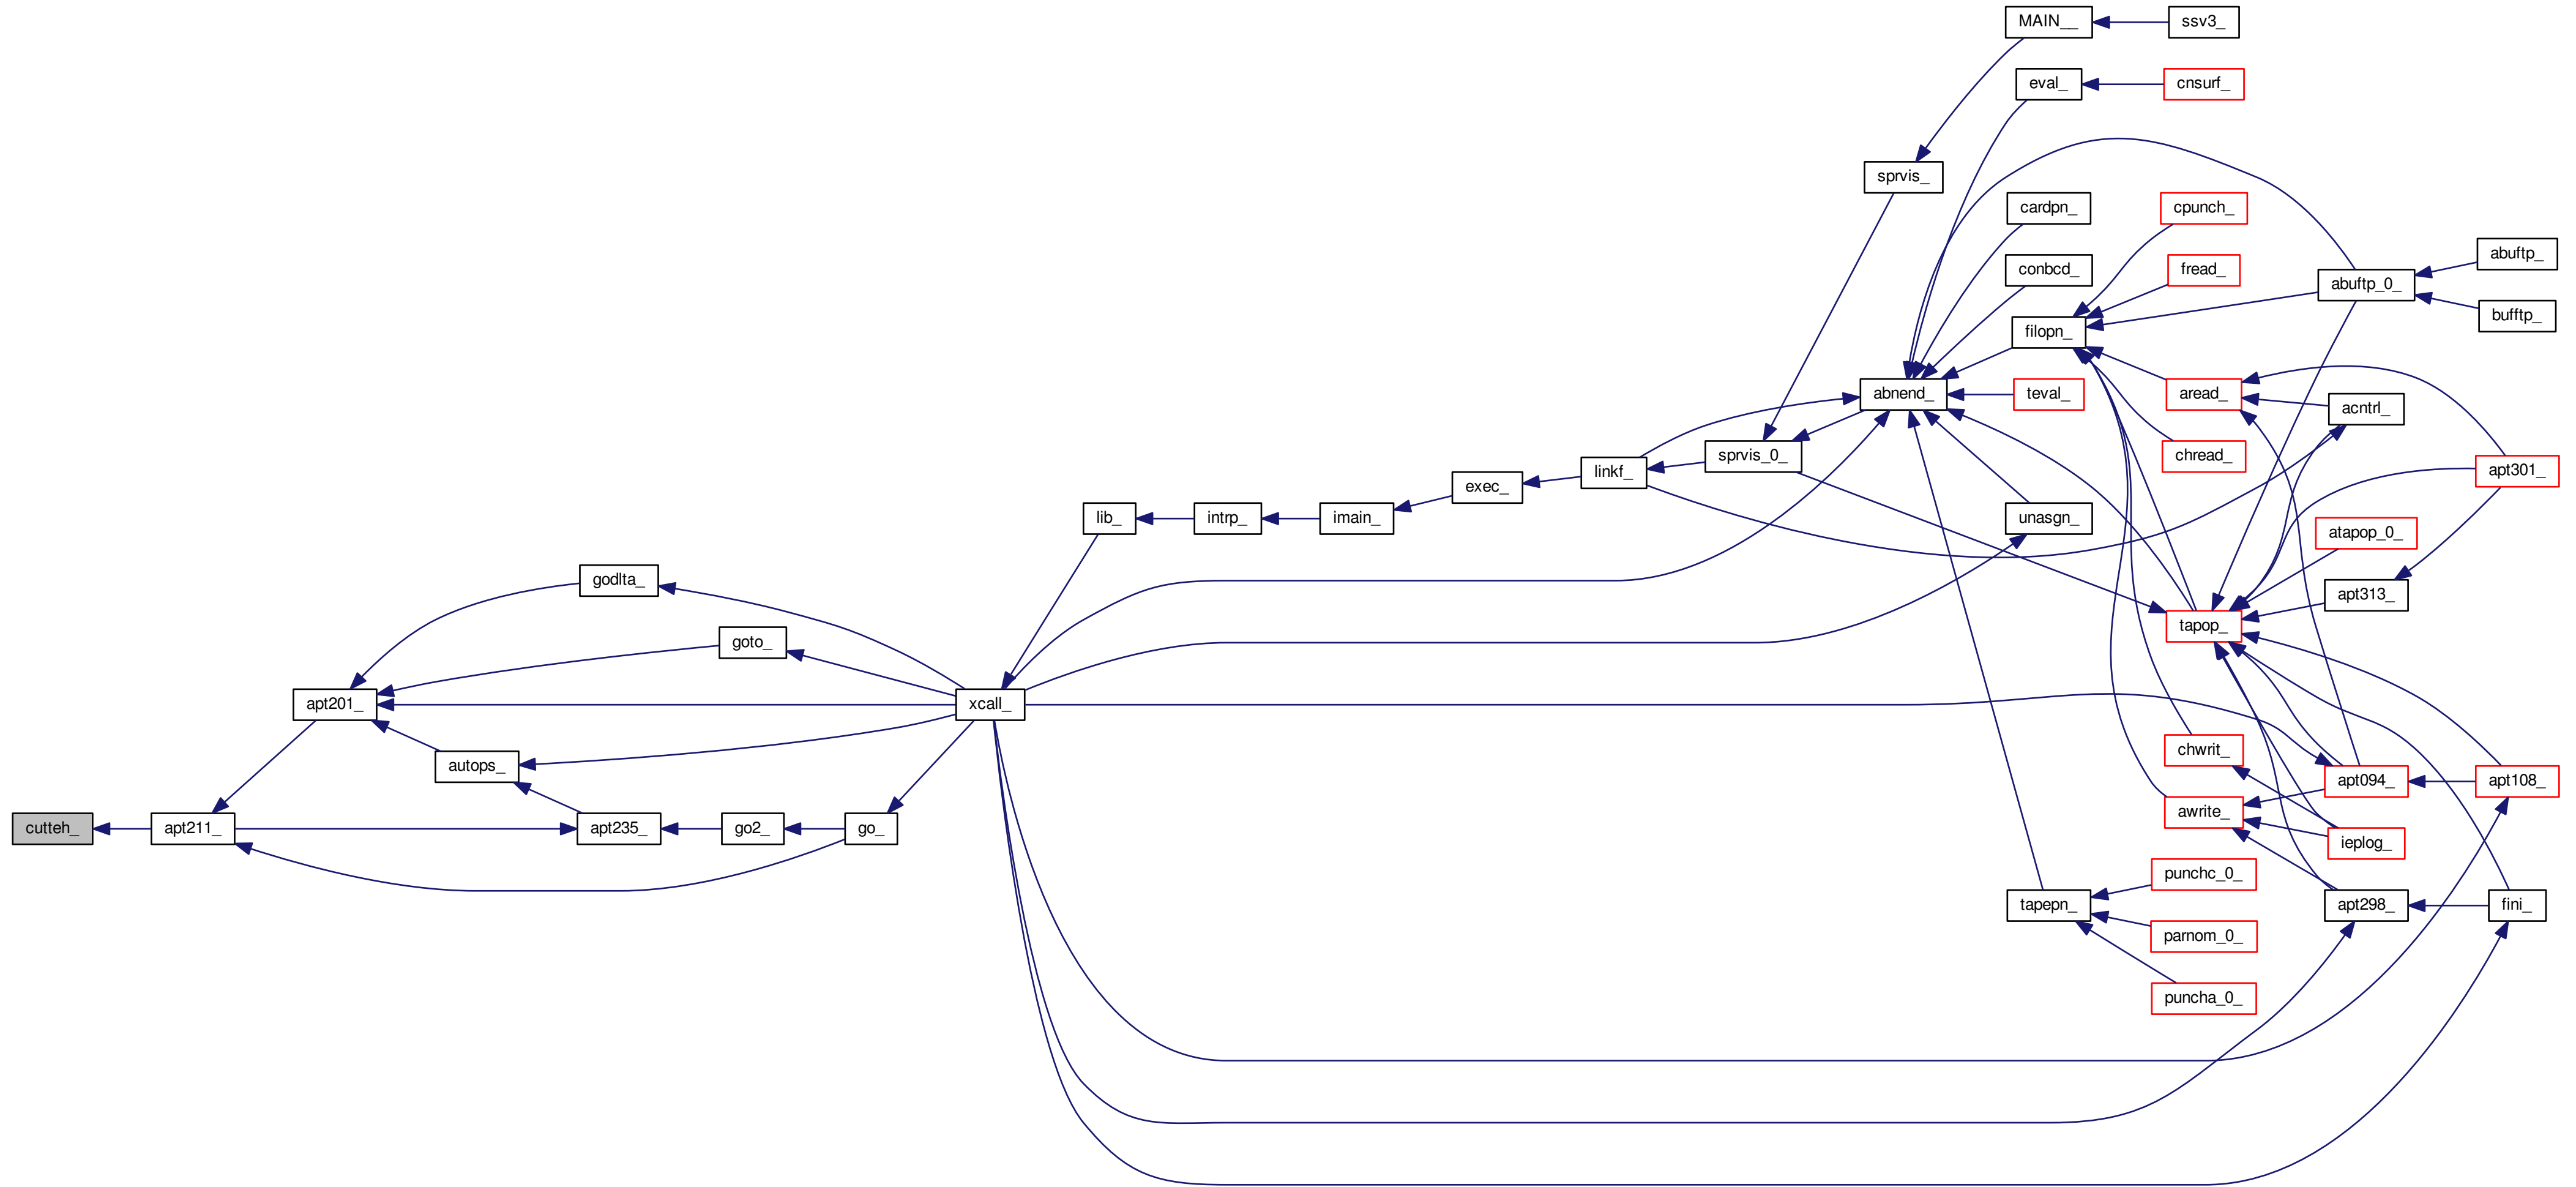 MAIN__
ssv3_
eval_
cnsurf_
sprvis_
cardpn_
cpunch_
abuftp_
conbcd_
fread_
abuftp_0_
bufftp_
filopn_
abnend_
teval_
aread_
acntrl_
sprvis_0_
chread_
linkf_
apt301_
exec_
lib_
intrp_
imain_
unasgn_
atapop_0_
godlta_
apt313_
tapop_
goto_
apt201_
xcall_
chwrit_
autops_
apt094_
apt108_
awrite_
cutteh_
apt211_
apt235_
go2_
go_
ieplog_
punchc_0_
tapepn_
apt298_
fini_
parnom_0_
puncha_0_